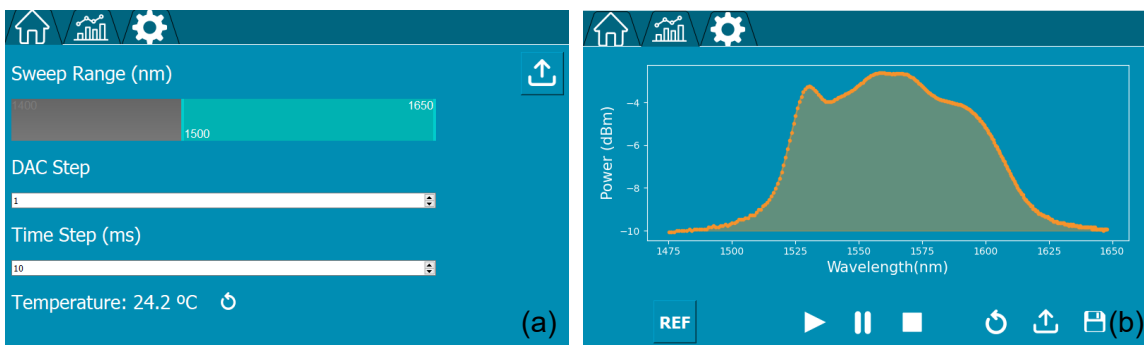 Sweep Range (nm)
1400
1650
1500
DAC Step
1
Time Step (ms)
10
Temperature: 24.2 ºC
(a)
Power (dBm)
−4
−6
−8
−10
1475 1500 1525 1550 1575 1600 1625 1650
Wavelength(nm)
REF
(b)